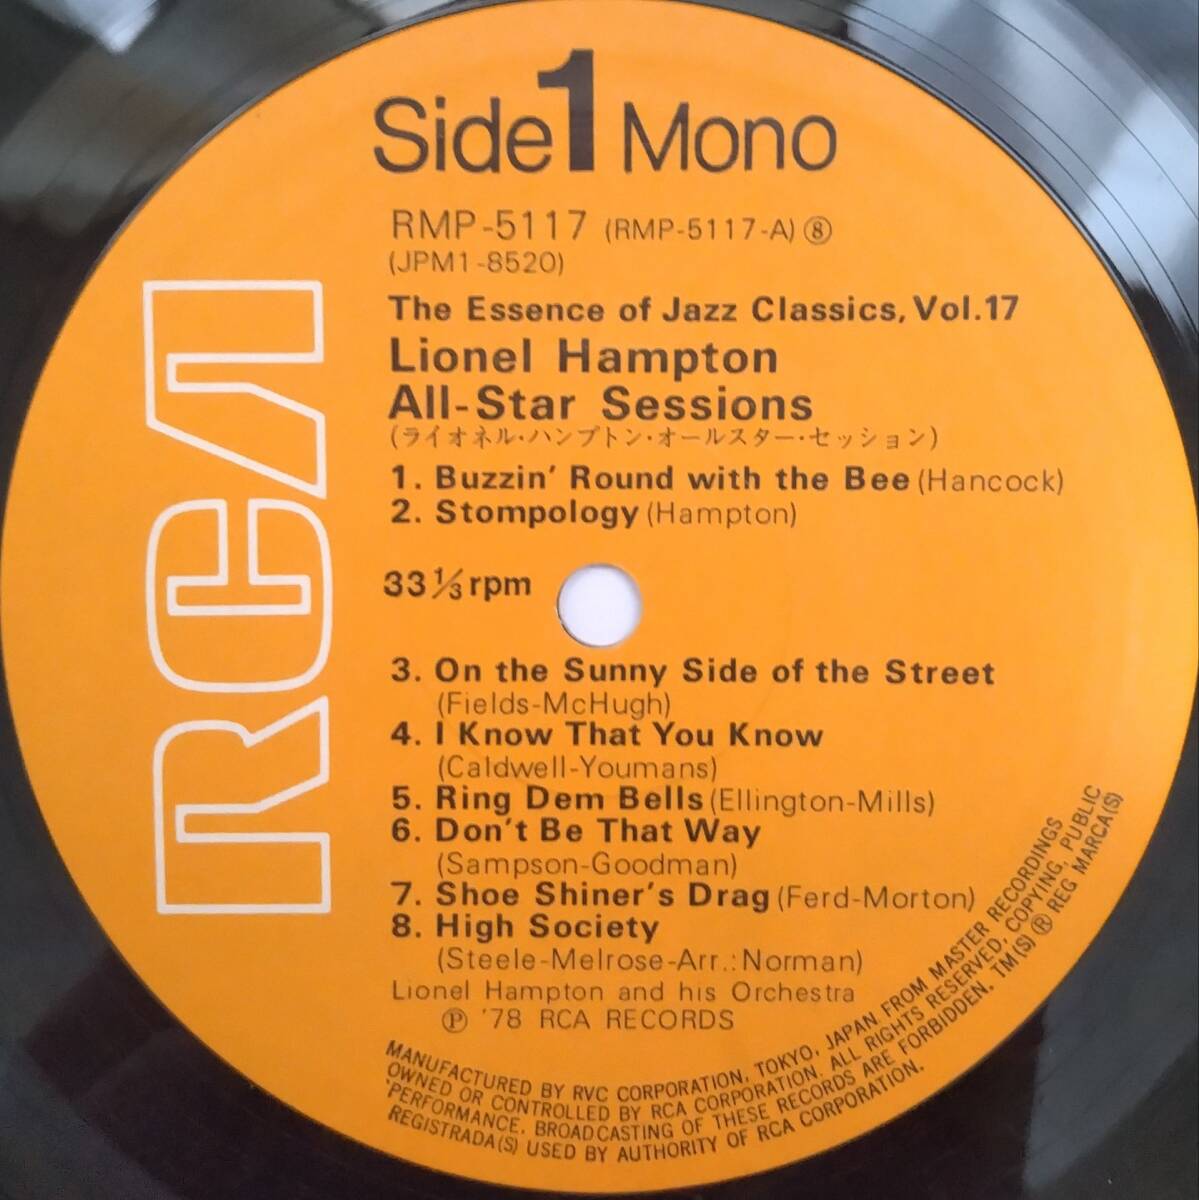 Side 1 Mono
RMP-5117 (RMP-5117-A) ⑧
(JPM1-8520)
The Essence of Jazz Classics, Vol.17
Lionel Hampton
All-Star Sessions
(ライオネル・ハンプトン・オールスター・セッション)
1. Buzzin' Round with the Bee (Hancock)
2. Stompology (Hampton)
33 1/3 rpm
3. On the Sunny Side of the Street
(Fields-McHugh)
4. I Know That You Know
(Caldwell-Youmans)
5. Ring Dem Bells (Ellington-Mills)
6. Don't Be That Way
(Sampson-Goodman)
7. Shoe Shiner's Drag (Ferd-Morton)
8. High Society
(Steele-Melrose-Arr.:Norman)
Lionel Hampton and his Orchestra
Ⓟ '78 RCA RECORDS
RCA
MANUFACTURED BY RVC CORPORATION, TOKYO, JAPAN FROM MASTER RECORDINGS
OWNED OR CONTROLLED BY RCA CORPORATION. ALL RIGHTS RESERVED, COPYING, PUBLIC
PERFORMANCE, BROADCASTING OF THESE RECORDS ARE FORBIDDEN. TM(S) ® REG MARCA(S)
REGISTRADA(S) USED BY AUTHORITY OF RCA CORPORATION.